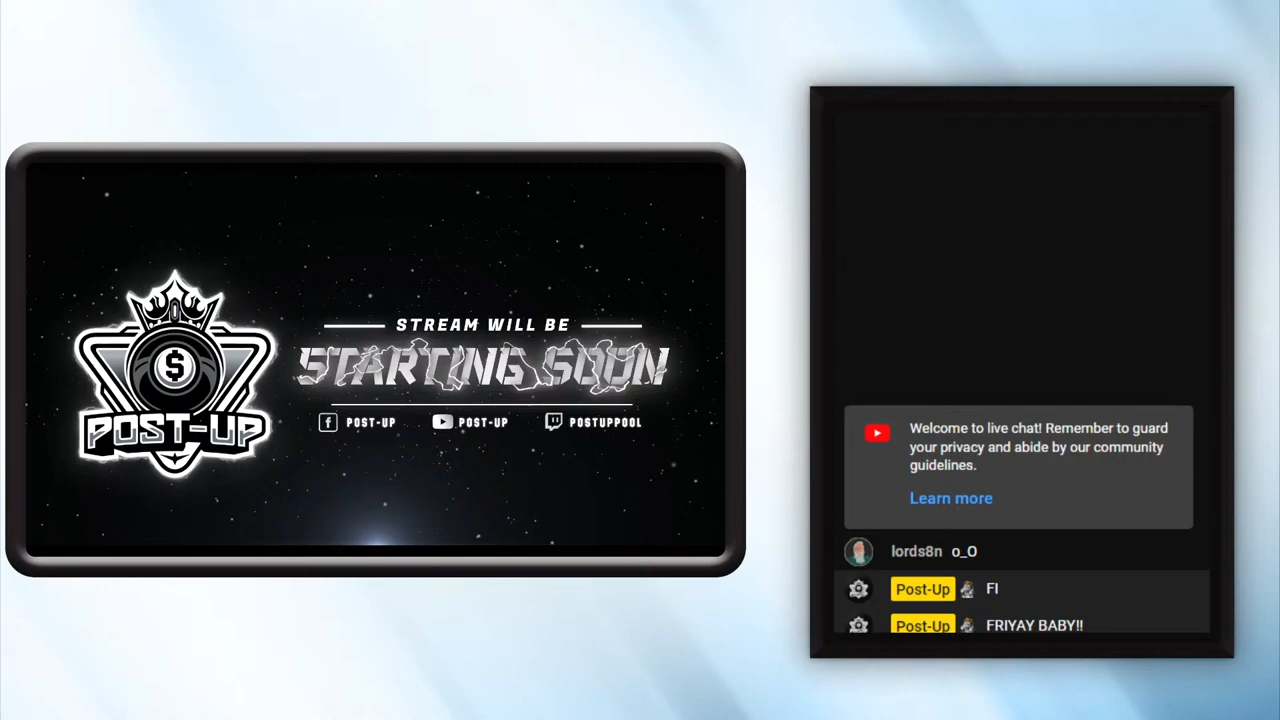 STREAM WILL BE
STARTING SOON
POST-UP POST-UP POSTUPPOOL
$
POST-UP
Welcome to live chat! Remember to guard
your privacy and abide by our community
guidelines.
Learn more
lords8n o_O
Post-Up FI
Post-Up FRIYAY BABY!!